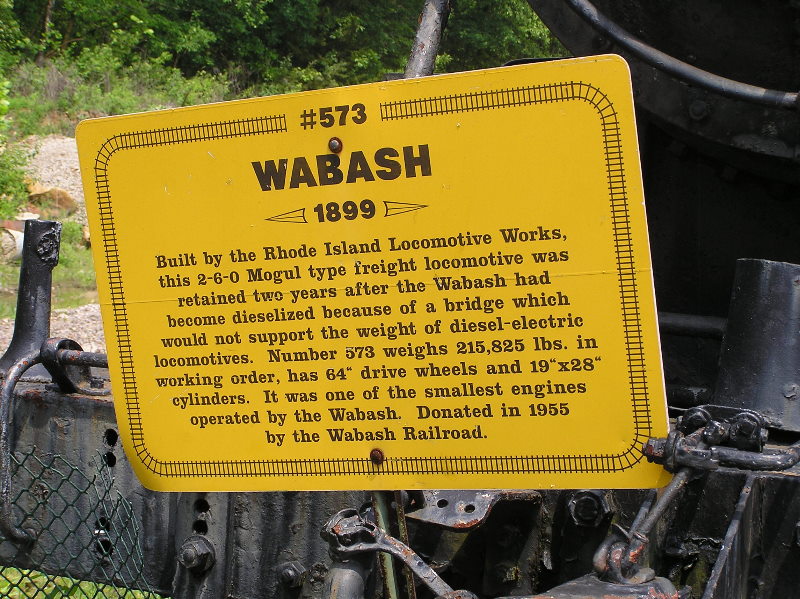 #573
WABASH
1899
Built by the Rhode Island Locomotive Works,
this 2-6-0 Mogul type freight locomotive was
retained two years after the Wabash had
become dieselized because of a bridge which
would not support the weight of diesel-electric
locomotives. Number 573 weighs 215,825 lbs. in
working order, has 64“ drive wheels and 19“x28“
cylinders. It was one of the smallest engines
operated by the Wabash. Donated in 1955
by the Wabash Railroad.